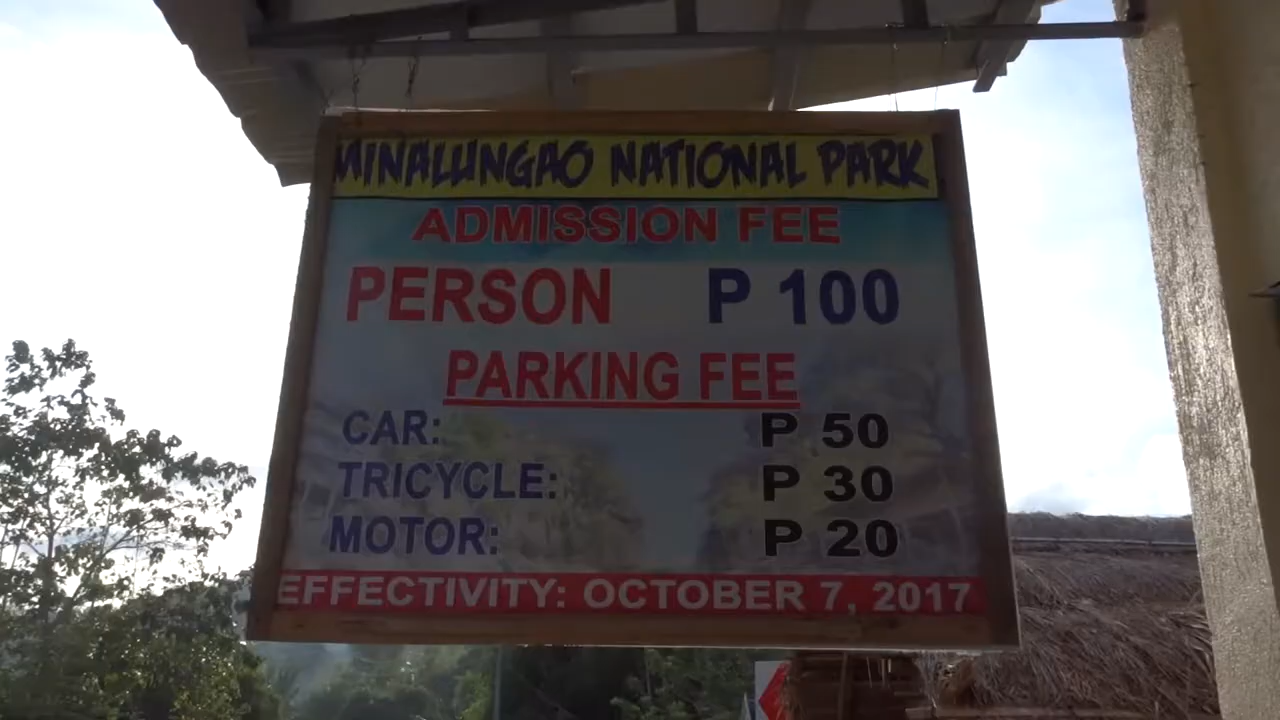 MINALUNGAO NATIONAL PARK
ADMISSION FEE
PERSON P 100
PARKING FEE
CAR: P 50
TRICYCLE: P 30
MOTOR: P 20
EFFECTIVITY: OCTOBER 7, 2017